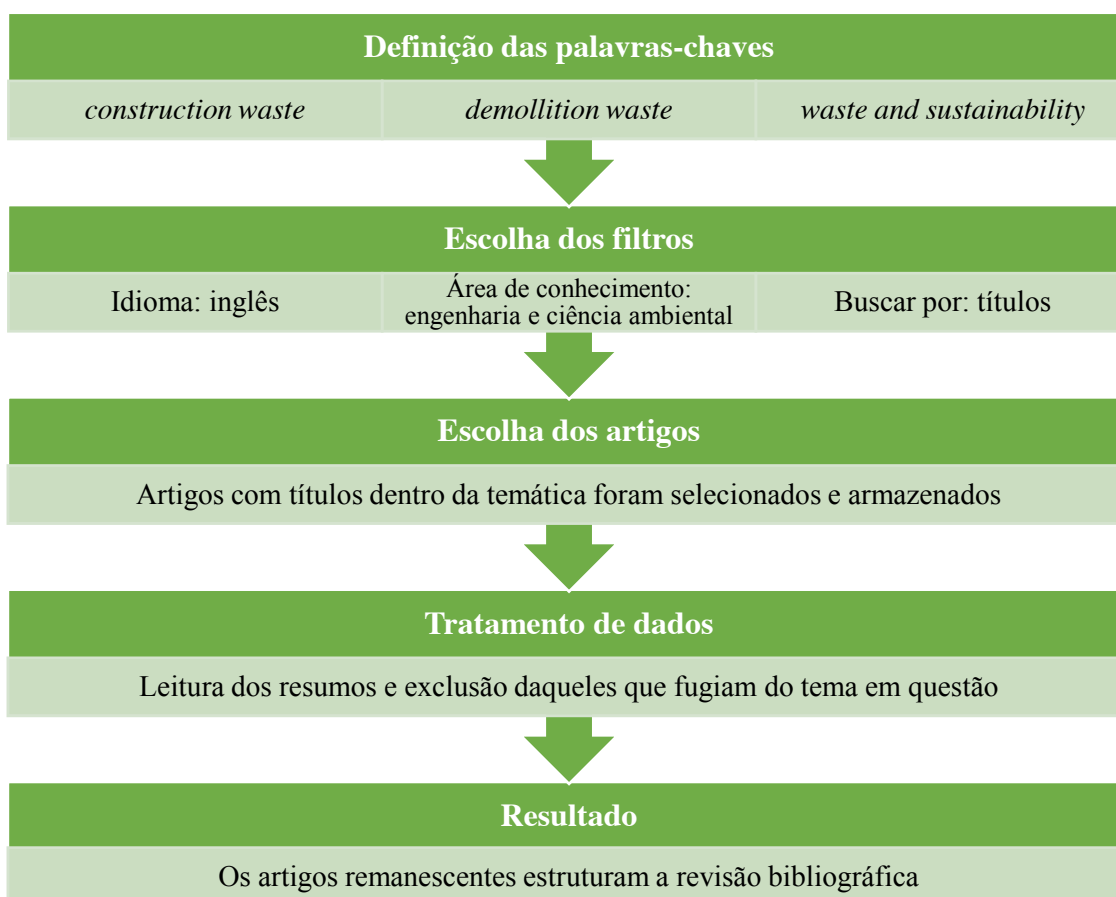 Definição das palavras-chaves
construction waste
demollition waste
waste and sustainability
Escolha dos filtros
Idioma: inglês
Área de conhecimento:
engenharia e ciência ambiental
Buscar por: títulos
Escolha dos artigos
Artigos com títulos dentro da temática foram selecionados e armazenados
Tratamento de dados
Leitura dos resumos e exclusão daqueles que fugiam do tema em questão
Resultado
Os artigos remanescentes estruturam a revisão bibliográfica